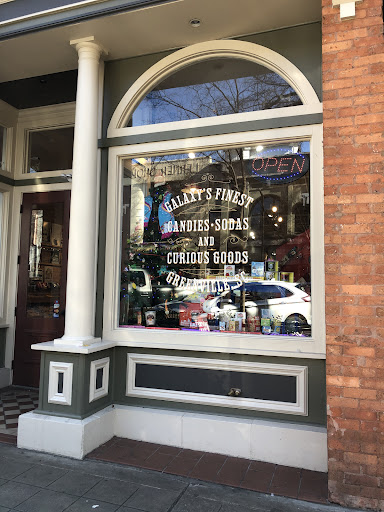 OPEN
GALAXY'S FINEST
CANDIES • SODAS
AND
CURIOUS GOODS
GREENVILLE, SC